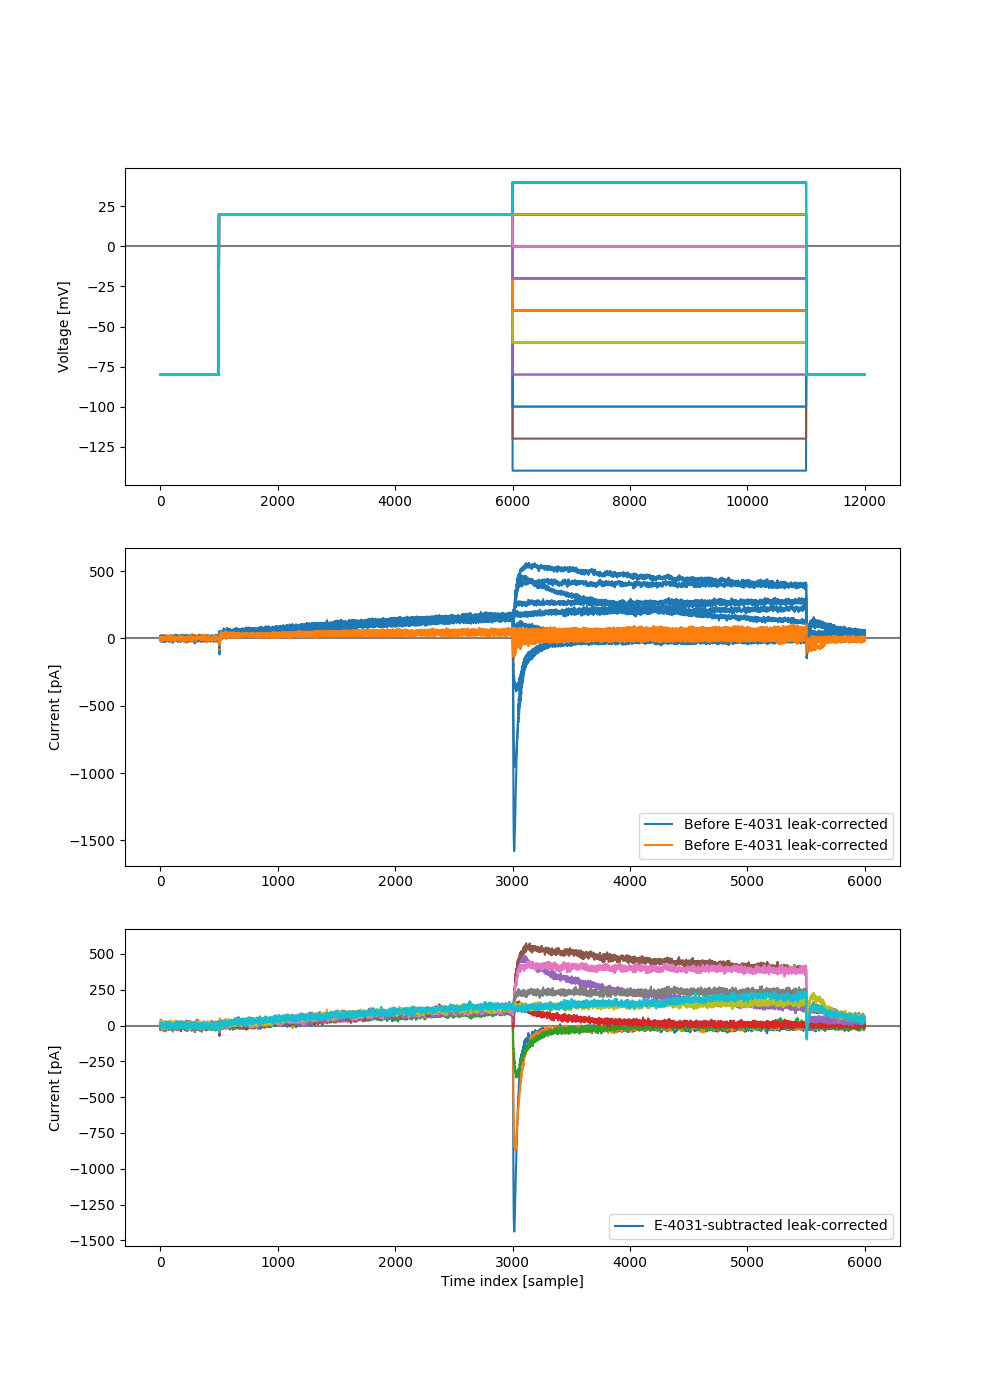 25
0
−25
−50
−75
−100
−125
Voltage [mV]
0 2000 4000 6000 8000 10000 12000
500
0
−500
−1000
−1500
Current [pA]
Before E-4031 leak-corrected
Before E-4031 leak-corrected
0 1000 2000 3000 4000 5000 6000
500
250
0
−250
−500
−750
−1000
−1250
−1500
Current [pA]
E-4031-subtracted leak-corrected
0 1000 2000 3000 4000 5000 6000
Time index [sample]